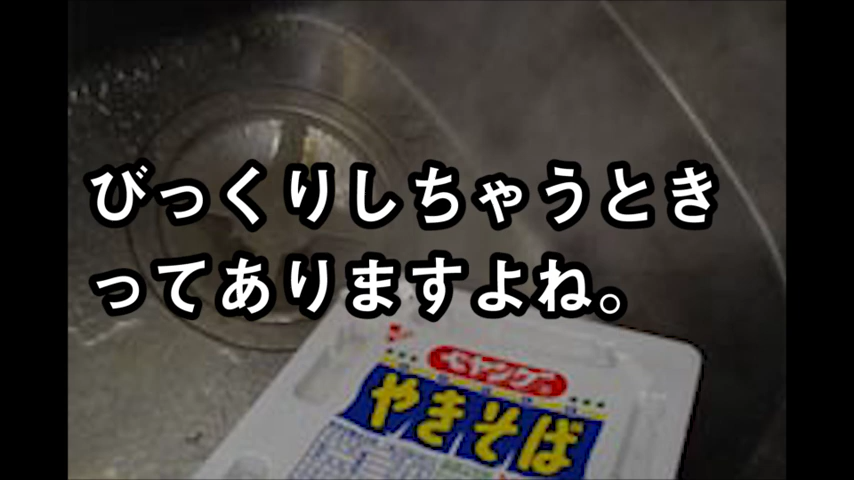 びっくりしちゃうとき
ってありますよね。
ペヤング
やきそば